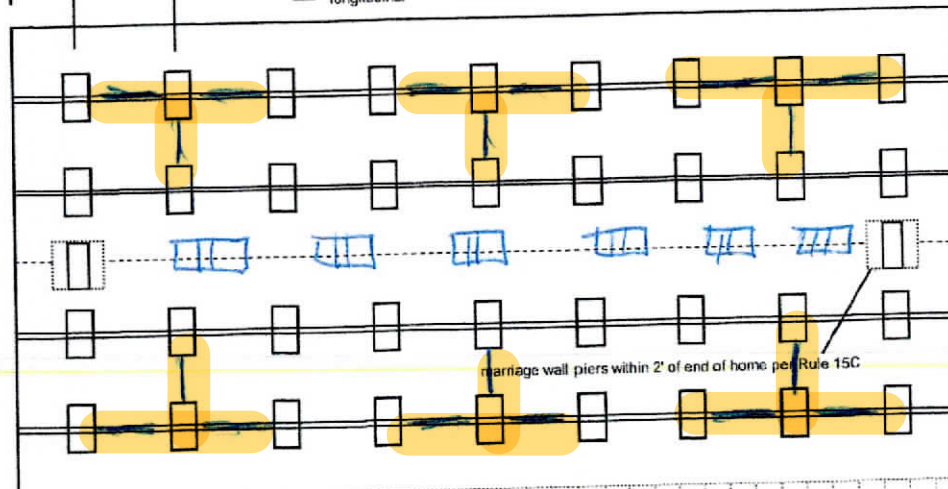 longitudinal
marriage wall piers within 2' of end of home per Rule 15C